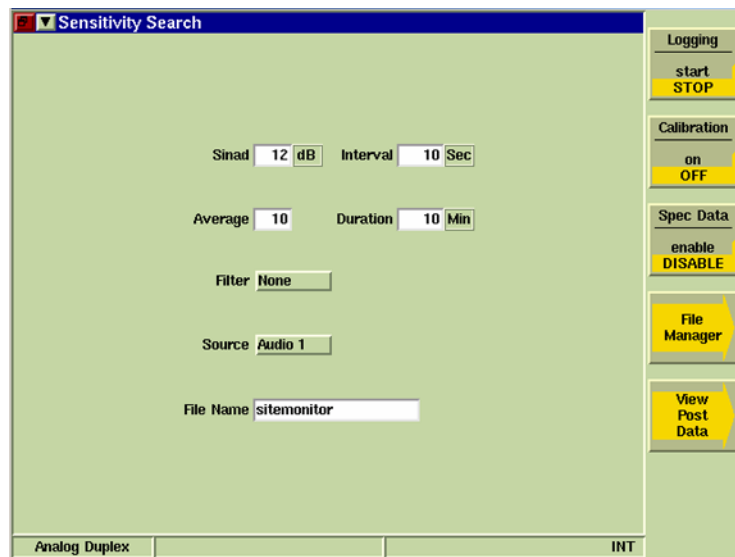 Sensitivity Search
Sinad 12 dB Interval 10 Sec
Average 10 Duration 10 Min
Filter None
Source Audio 1
File Name sitemonitor
Logging
start
STOP
Calibration
on
OFF
Spec Data
enable
DISABLE
File
Manager
View
Post
Data
Analog Duplex INT